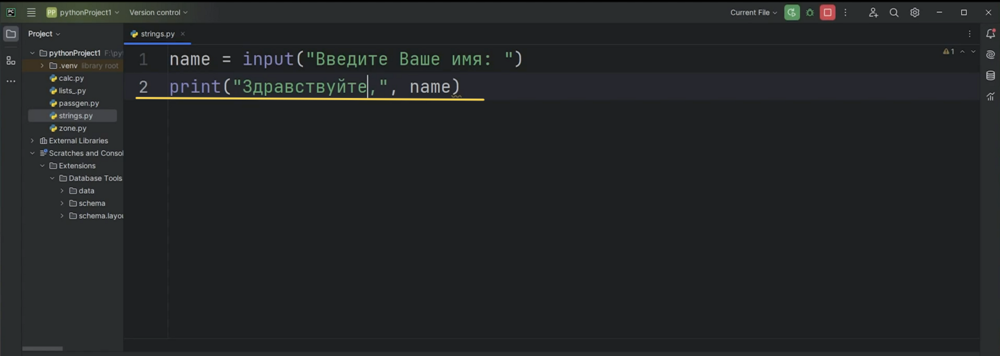 PC PP pythonProject1 Version control Current File
Project
strings.py
pythonProject1 F:\py
.venv library root
calc.py
lists_.py
passgen.py
strings.py
zone.py
External Libraries
Scratches and Consol
Extensions
Database Tools
data
schema
schema.layou
1 name = input("Введите Ваше имя: ")
2 print("Здравствуйте,", name)
1